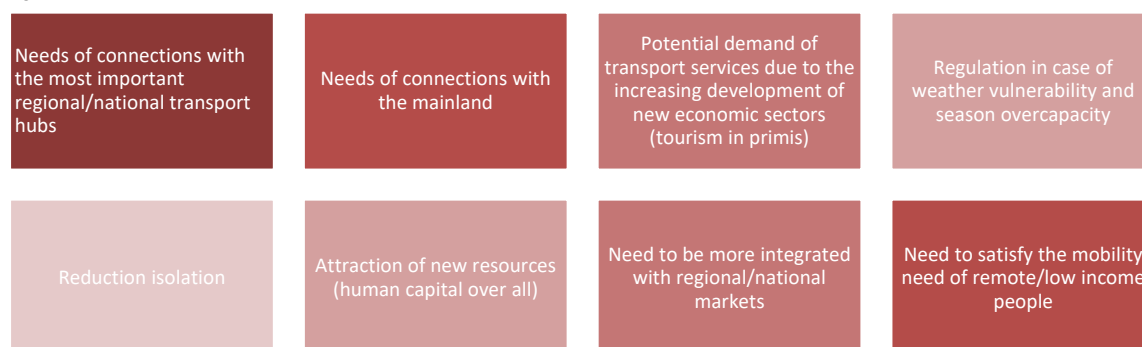 Needs of connections with
the most important
regional/national transport
hubs
Needs of connections with
the mainland
Potential demand of
transport services due to the
increasing development of
new economic sectors
(tourism in primis)
Regulation in case of
weather vulnerability and
season overcapacity
Reduction isolation
Attraction of new resources
(human capital over all)
Need to be more integrated
with regional/national
markets
Need to satisfy the mobility
need of remote/low income
people